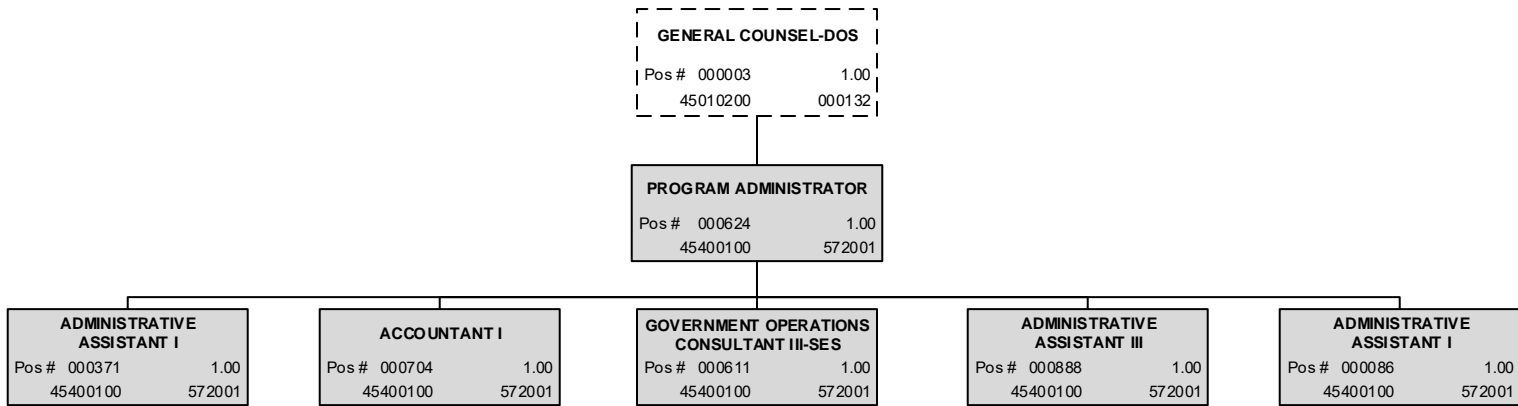 GENERAL COUNSEL-DOS
Pos # 000003 1.00
45010200 000132
PROGRAM ADMINISTRATOR
Pos # 000624 1.00
45400100 572001
ADMINISTRATIVE
ASSISTANT I
Pos # 000371 1.00
45400100 572001
ACCOUNTANT I
Pos # 000704 1.00
45400100 572001
GOVERNMENT OPERATIONS
CONSULTANT III-SES
Pos # 000611 1.00
45400100 572001
ADMINISTRATIVE
ASSISTANT III
Pos # 000888 1.00
45400100 572001
ADMINISTRATIVE
ASSISTANT I
Pos # 000086 1.00
45400100 572001